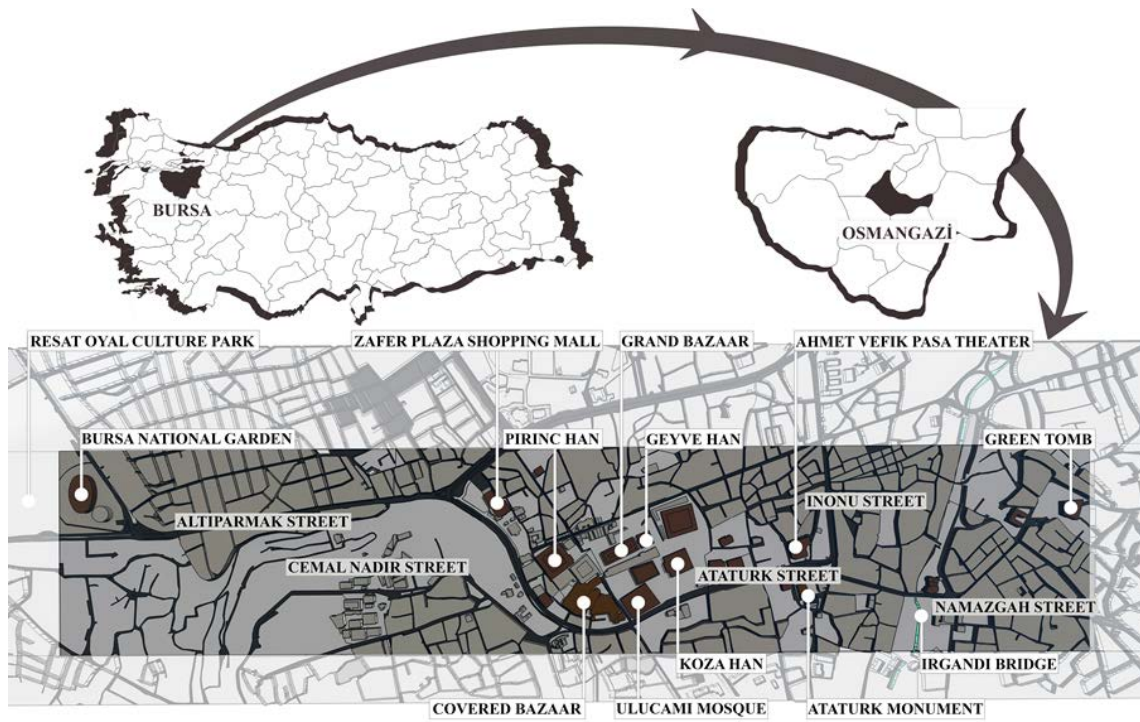 BURSA
OSMANGAZİ
RESAT OYAL CULTURE PARK
ZAFER PLAZA SHOPPING MALL
GRAND BAZAAR
AHMET VEFIK PASA THEATER
BURSA NATIONAL GARDEN
PIRINC HAN
GEYVE HAN
GREEN TOMB
ALTIPARMAK STREET
INONU STREET
CEMAL NADIR STREET
ATATURK STREET
NAMAZGAH STREET
KOZA HAN
IRGANDI BRIDGE
COVERED BAZAAR
ULUCAMI MOSQUE
ATATURK MONUMENT